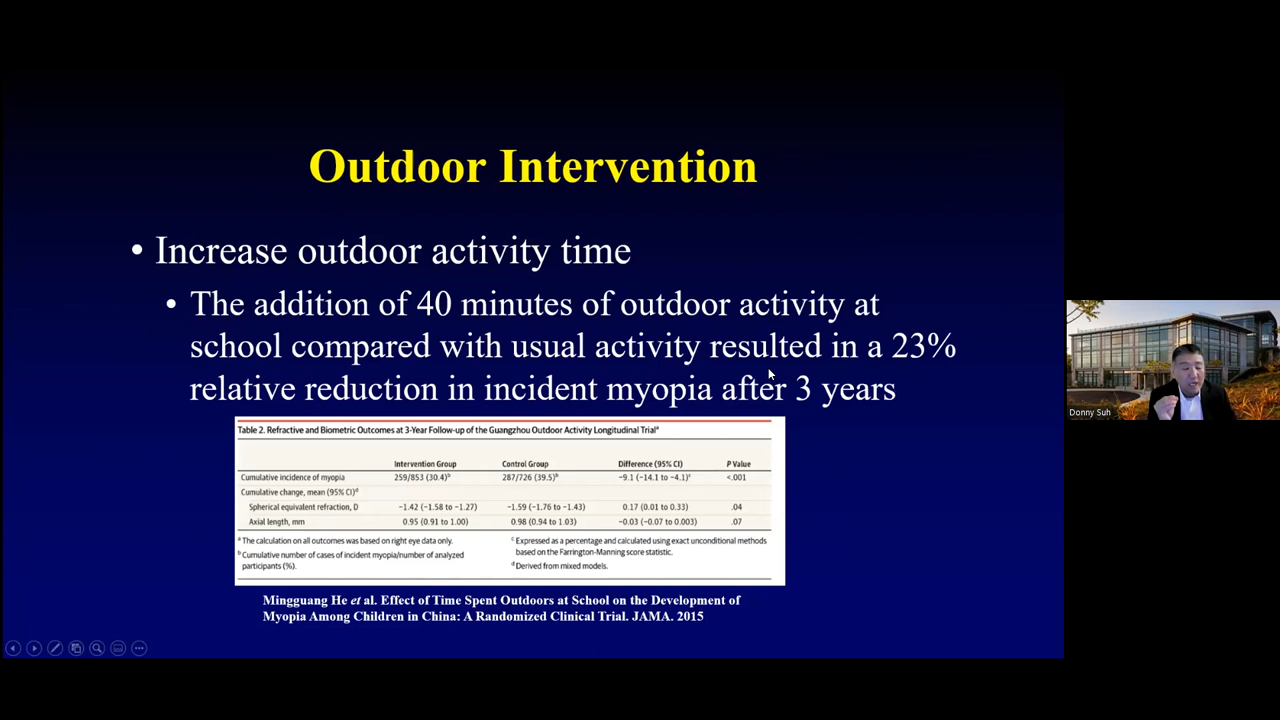 Outdoor Intervention
• Increase outdoor activity time
• The addition of 40 minutes of outdoor activity at
school compared with usual activity resulted in a 23%
relative reduction in incident myopia after 3 years
Table 2. Refractive and Biometric Outcomes at 3-Year Follow-up of the Guangzhou Outdoor Activity Longitudinal Trialᵃ
Intervention Group Control Group Difference (95% CI) P Value
Cumulative incidence of myopia 259/853 (30.4)ᵇ 287/726 (39.5)ᵇ −9.1 (−14.1 to −4.1)ᶜ <.001
Cumulative change, mean (95% CI)ᵈ
Spherical equivalent refraction, D −1.42 (−1.58 to −1.27) −1.59 (−1.76 to −1.43) 0.17 (0.01 to 0.33) .04
Axial length, mm 0.95 (0.91 to 1.00) 0.98 (0.94 to 1.03) −0.03 (−0.07 to 0.003) .07
ᵃ The calculation on all outcomes was based on right eye data only.
ᵇ Cumulative number of cases of incident myopia/number of analyzed
participants (%).
ᶜ Expressed as a percentage and calculated using exact unconditional methods
based on the Farrington-Manning score statistic.
ᵈ Derived from mixed models.
Mingguang He et al. Effect of Time Spent Outdoors at School on the Development of
Myopia Among Children in China: A Randomized Clinical Trial. JAMA. 2015
Donny Suh